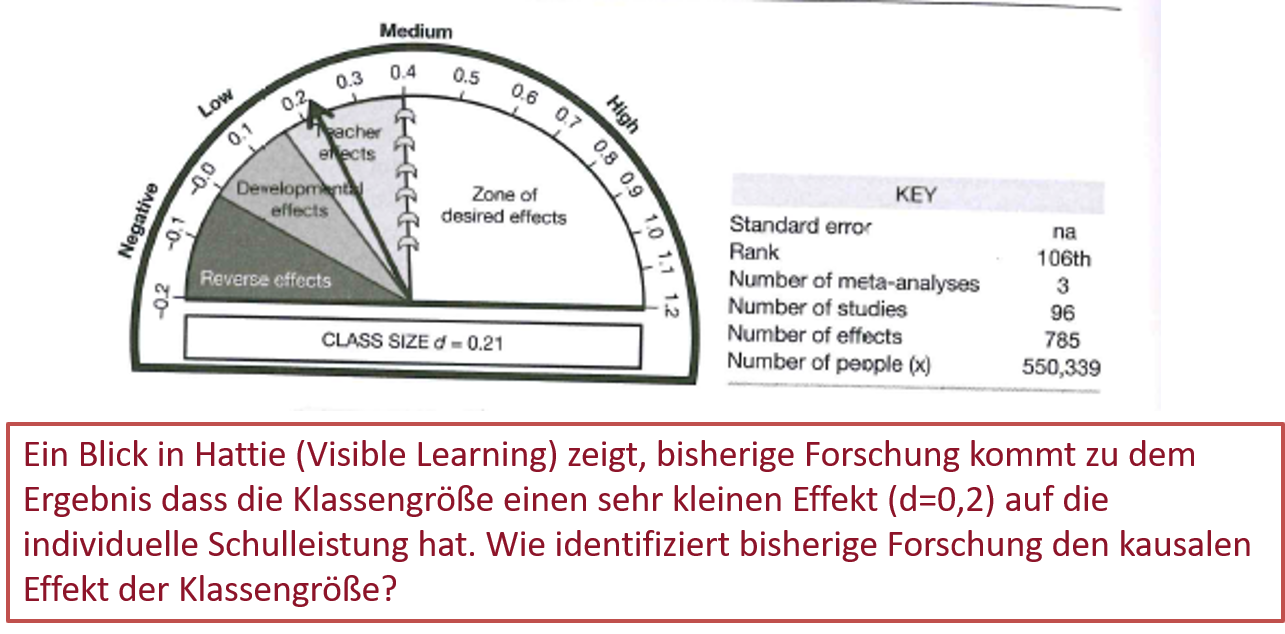 Medium
Low
High
Negative
-0.2
-0.1
-0.0
0.1
0.2
0.3
0.4
0.5
0.6
0.7
0.8
0.9
1.0
1.1
1.2
Teacher
effects
Developmental
effects
Reverse effects
Zone of
desired effects
CLASS SIZE d = 0.21
KEY
Standard error na
Rank 106th
Number of meta-analyses 3
Number of studies 96
Number of effects 785
Number of people (x) 550,339
Ein Blick in Hattie (Visible Learning) zeigt, bisherige Forschung kommt zu dem
Ergebnis dass die Klassengröße einen sehr kleinen Effekt (d=0,2) auf die
individuelle Schulleistung hat. Wie identifiziert bisherige Forschung den kausalen
Effekt der Klassengröße?